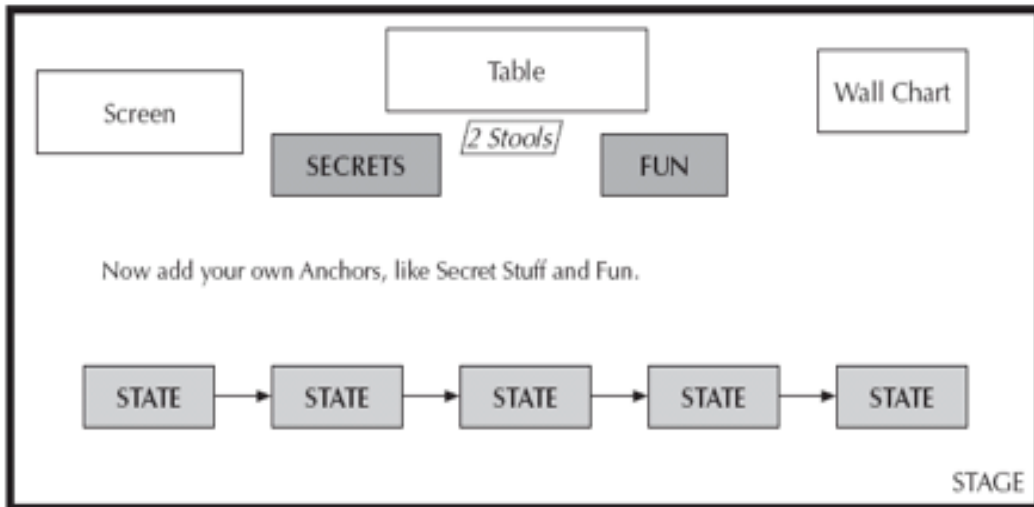 Table
Screen
Wall Chart
2 Stools
SECRETS
FUN
Now add your own Anchors, like Secret Stuff and Fun.
STATE
STATE
STATE
STATE
STATE
STAGE